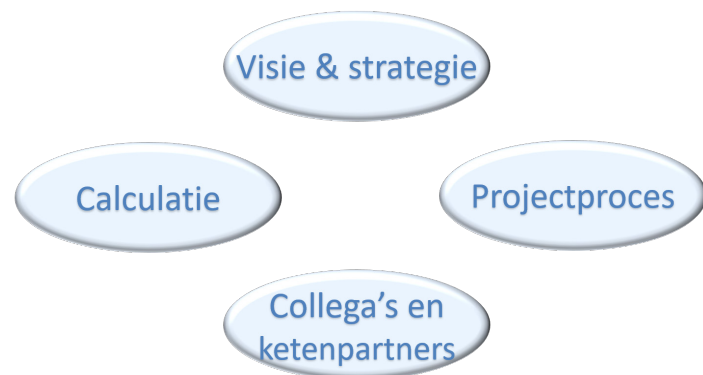 Visie & strategie
Calculatie
Projectproces
Collega's en
ketenpartners